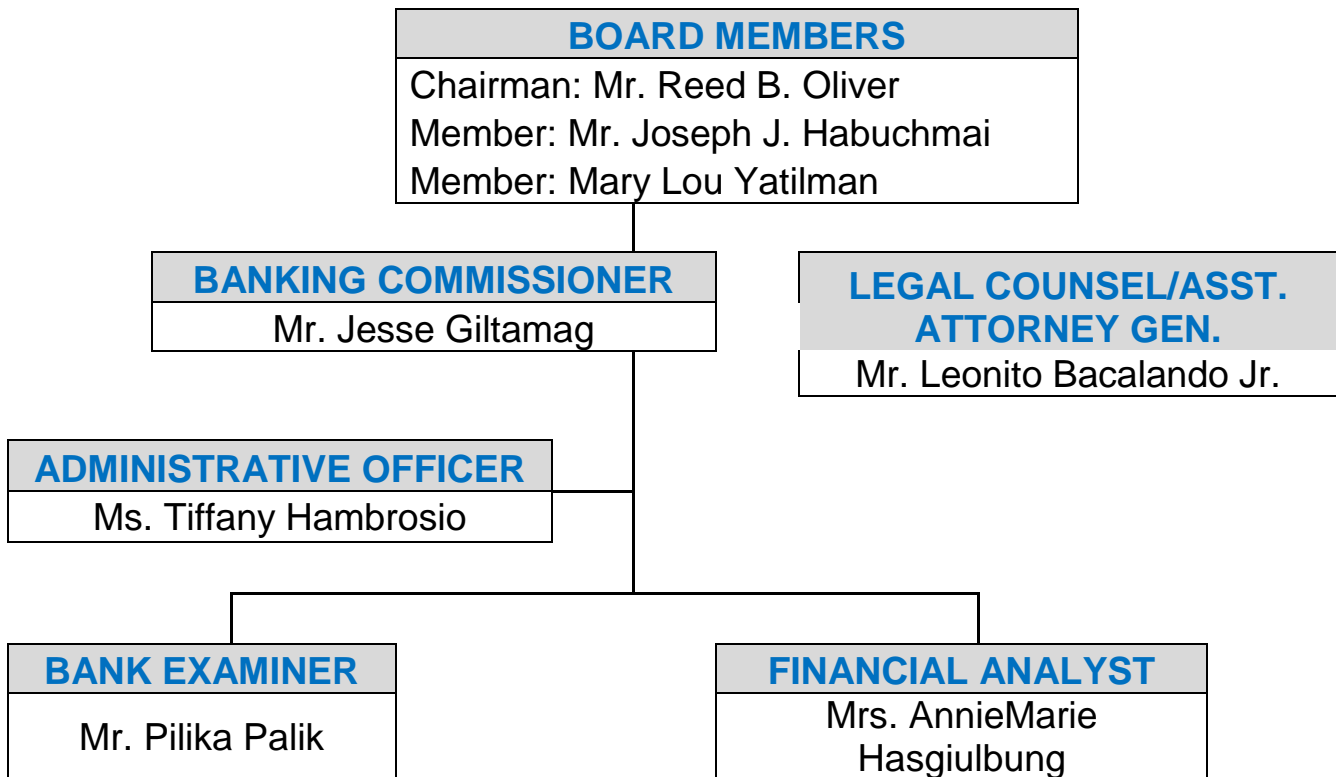 BOARD MEMBERS
Chairman: Mr. Reed B. Oliver
Member: Mr. Joseph J. Habuchmai
Member: Mary Lou Yatilman
BANKING COMMISSIONER
Mr. Jesse Giltamag
LEGAL COUNSEL/ASST.
ATTORNEY GEN.
Mr. Leonito Bacalando Jr.
ADMINISTRATIVE OFFICER
Ms. Tiffany Hambrosio
BANK EXAMINER
Mr. Pilika Palik
FINANCIAL ANALYST
Mrs. AnnieMarie
Hasgiulbung